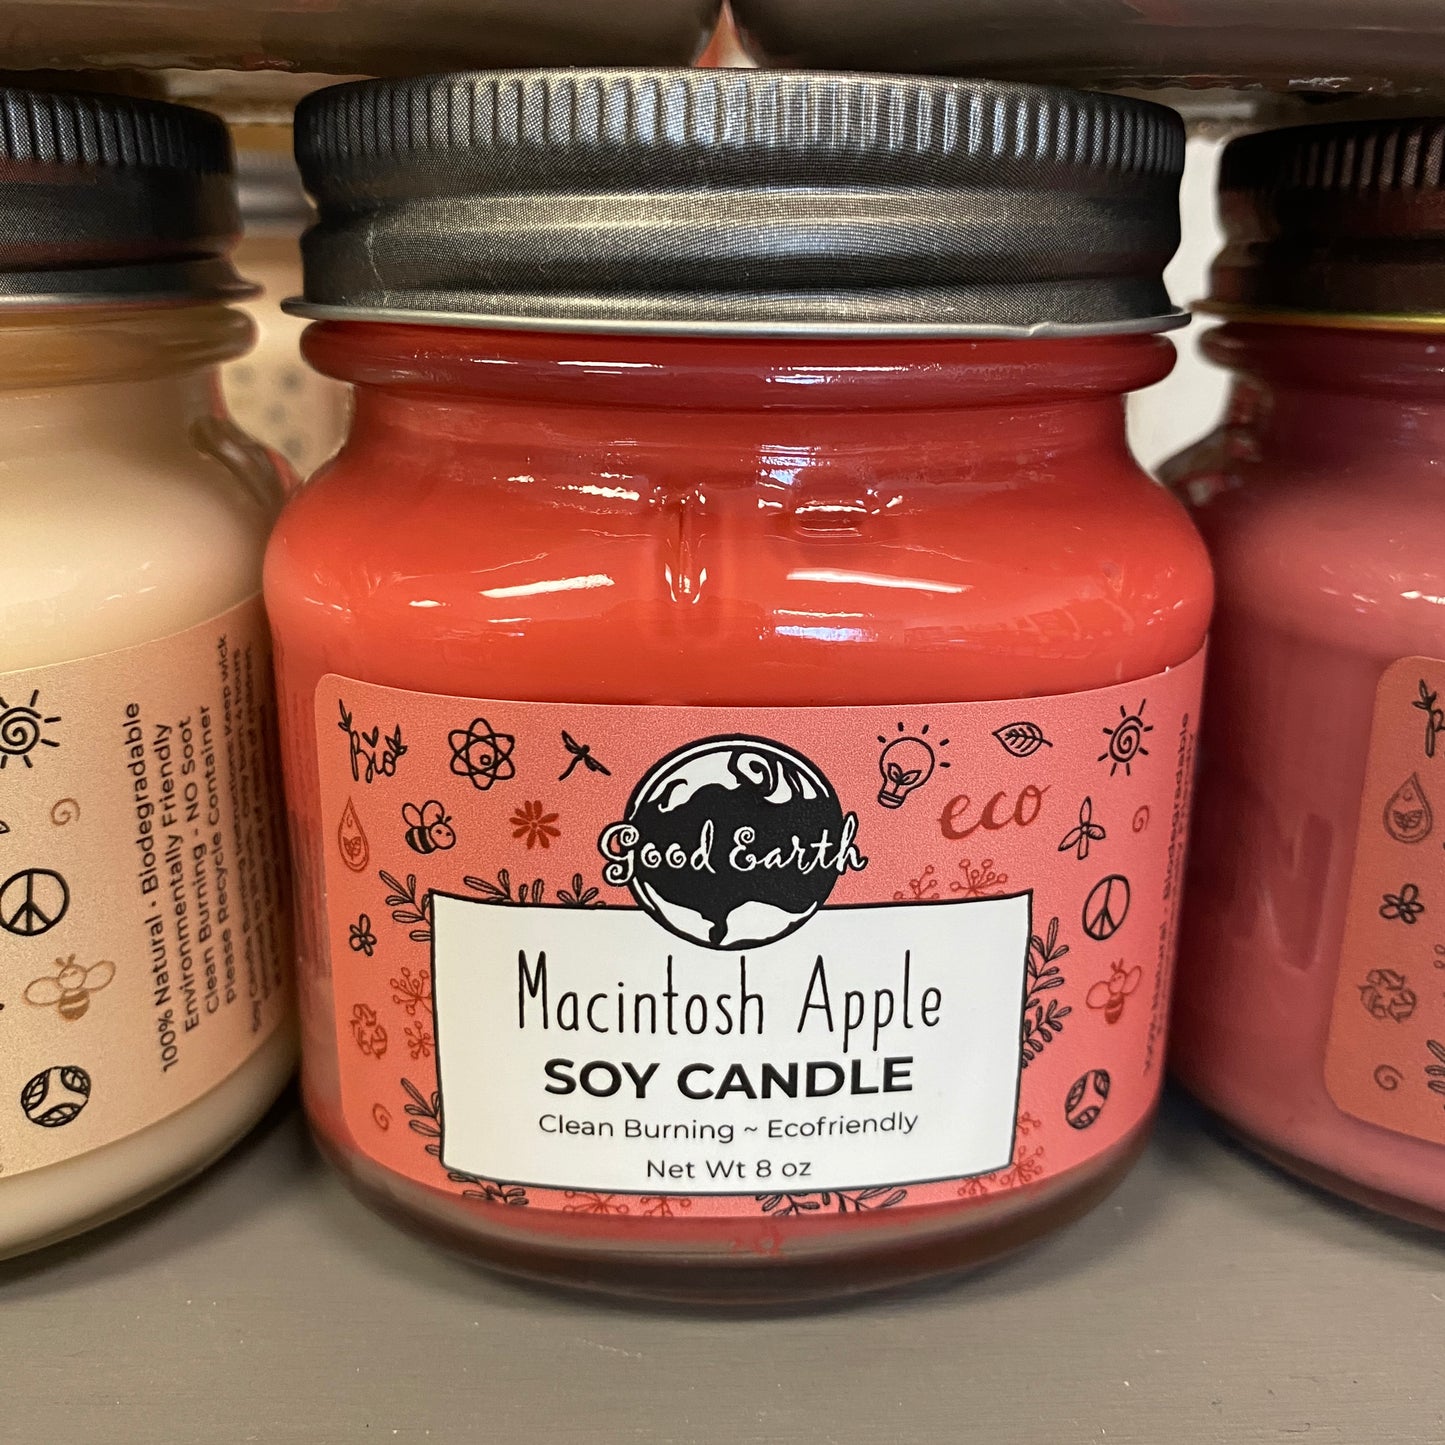 Bio
eco
Good Earth
Macintosh Apple
SOY CANDLE
Clean Burning ~ Ecofriendly
Net Wt 8 oz
100% Natural • Biodegradable
Environmentally Friendly
Clean Burning - NO Soot
Please Recycle Container